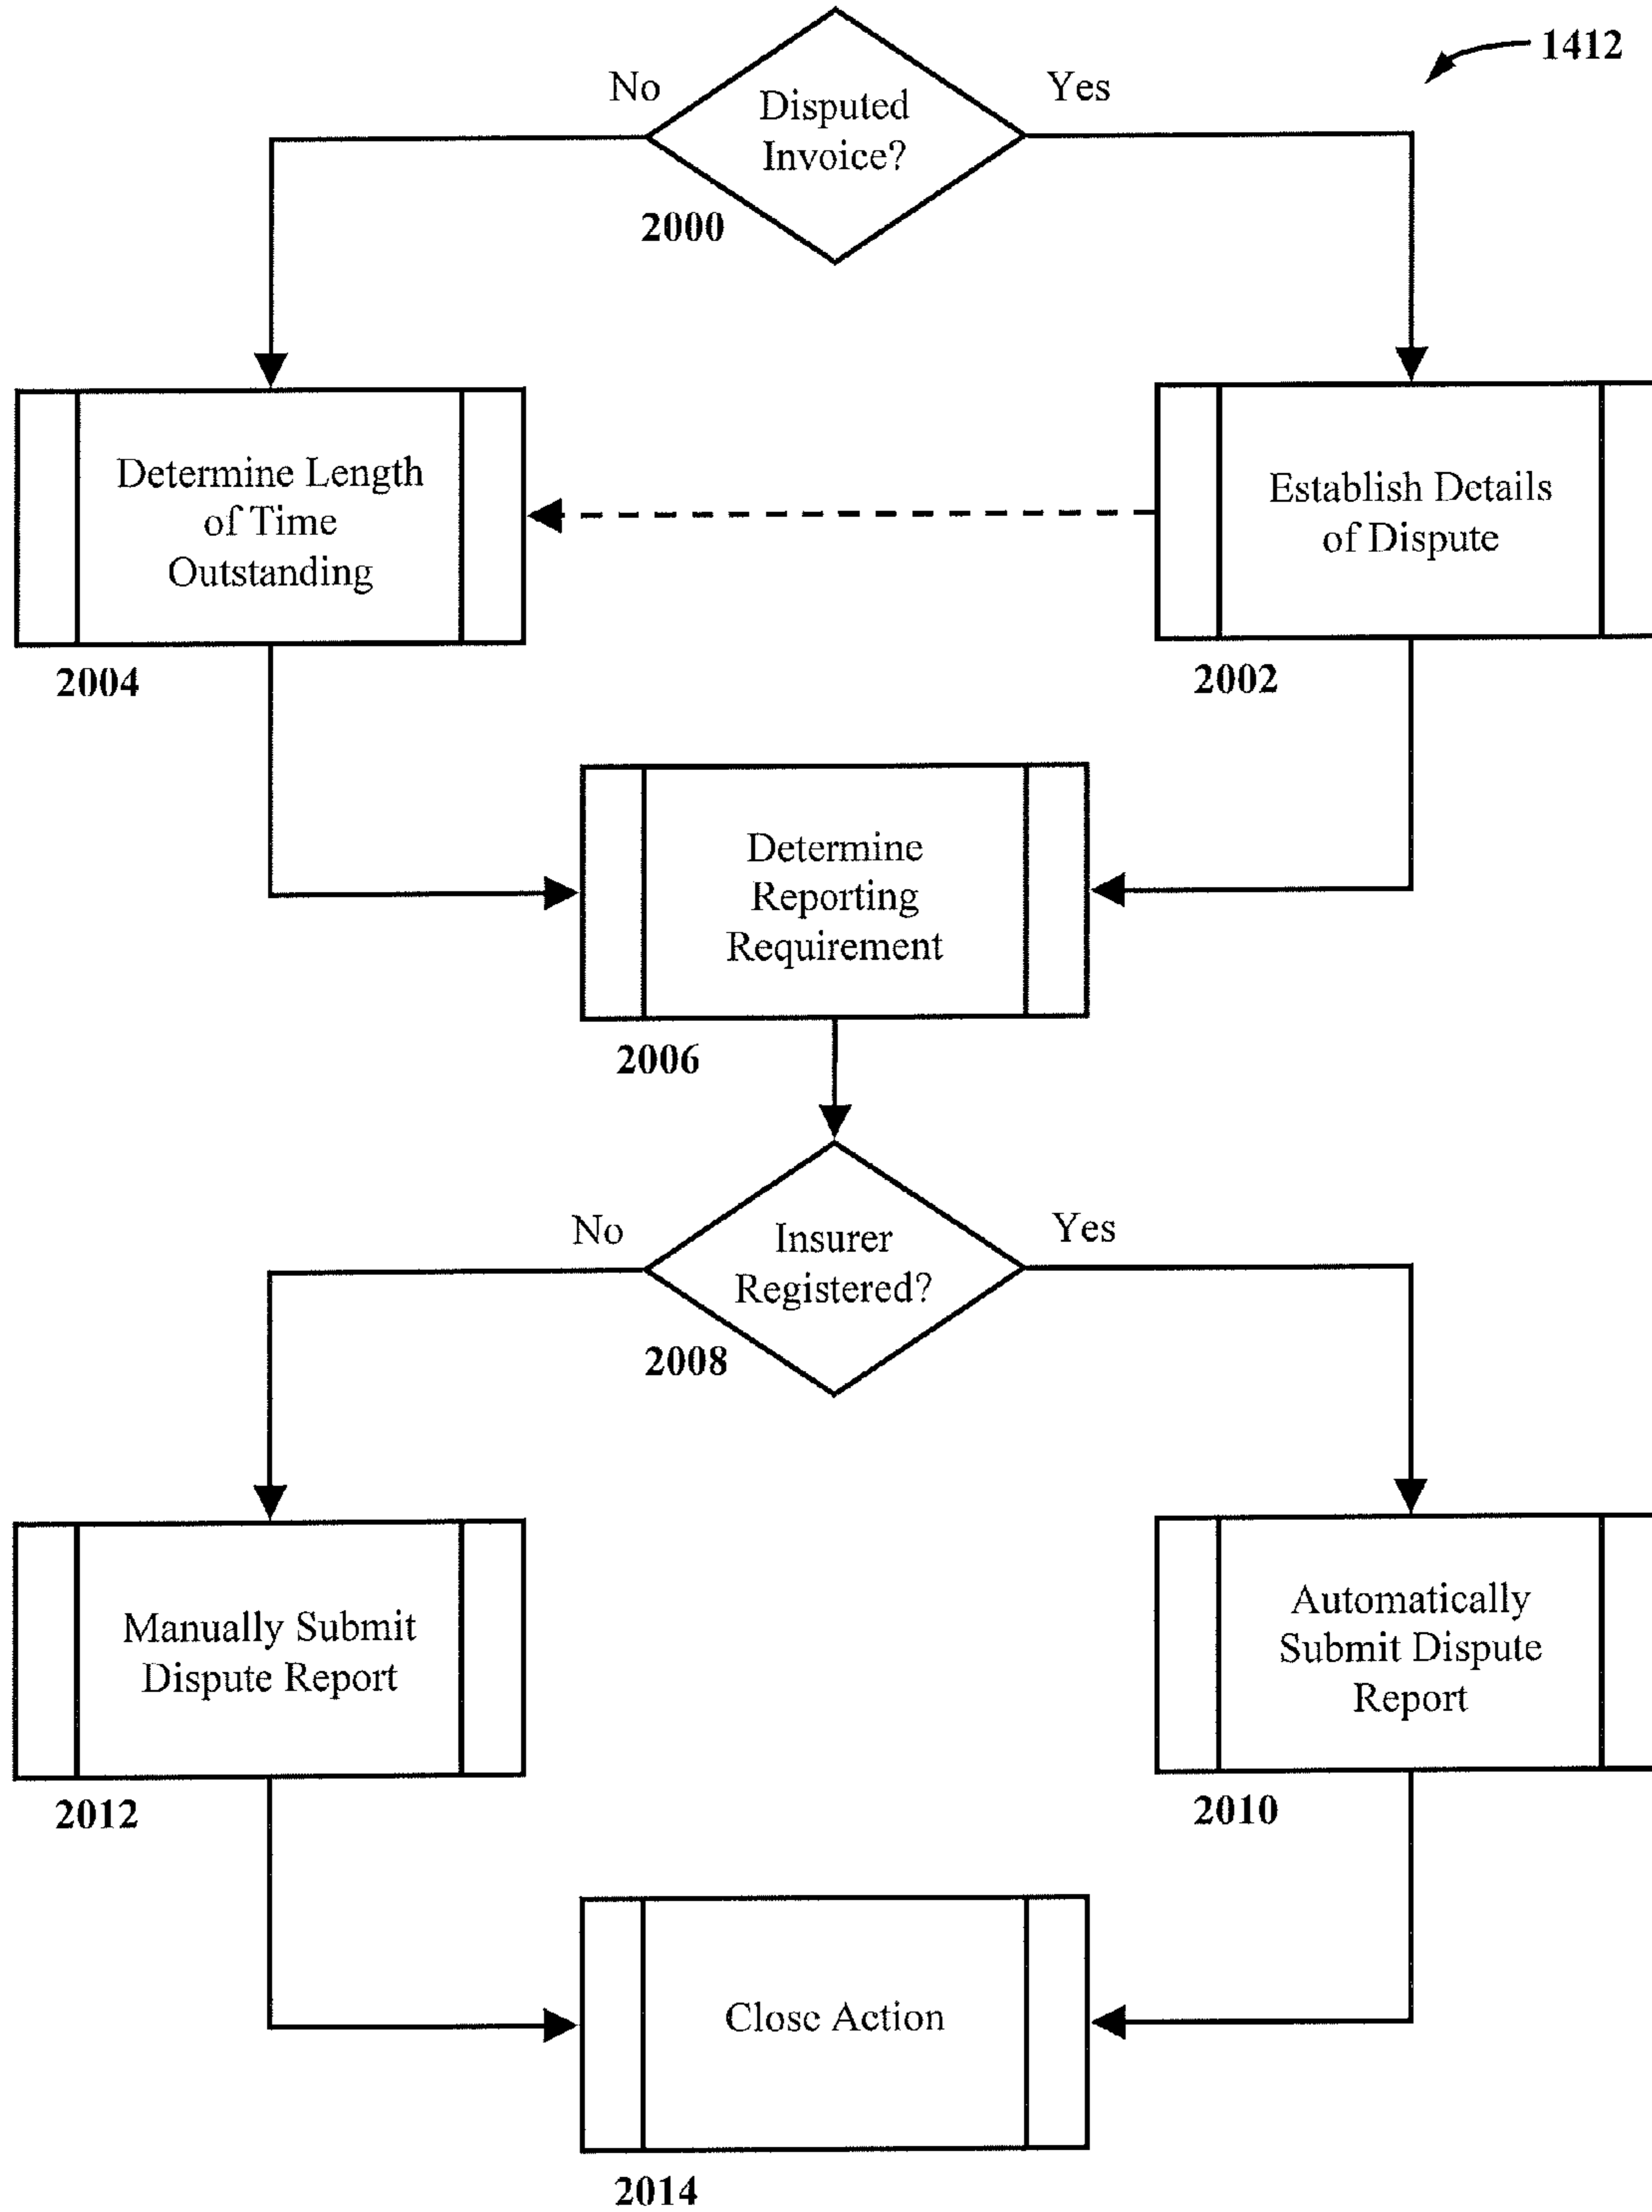 1412
No
Yes
Disputed
Invoice?
2000
Determine Length
of Time
Outstanding
Establish Details
of Dispute
2004
2002
Determine
Reporting
Requirement
2006
No
Yes
Insurer
Registered?
2008
Manually Submit
Dispute Report
Automatically
Submit Dispute
Report
2012
2010
Close Action
2014